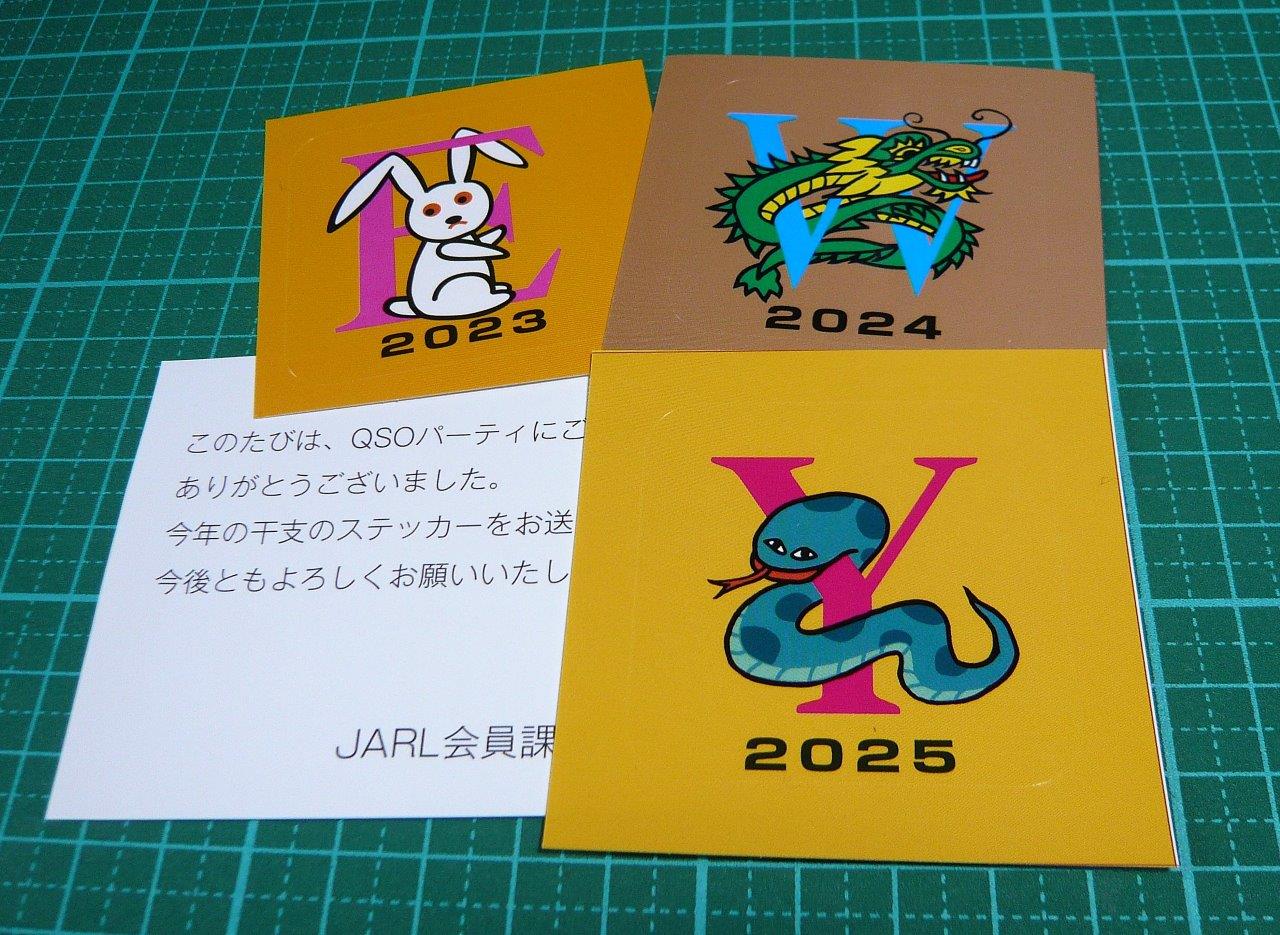 E
2023
W
2024
このたびは、QSOパーティにご
ありがとうございました。
今年の干支のステッカーをお送
今後ともよろしくお願いいたし
JARL会員課
Y
2025